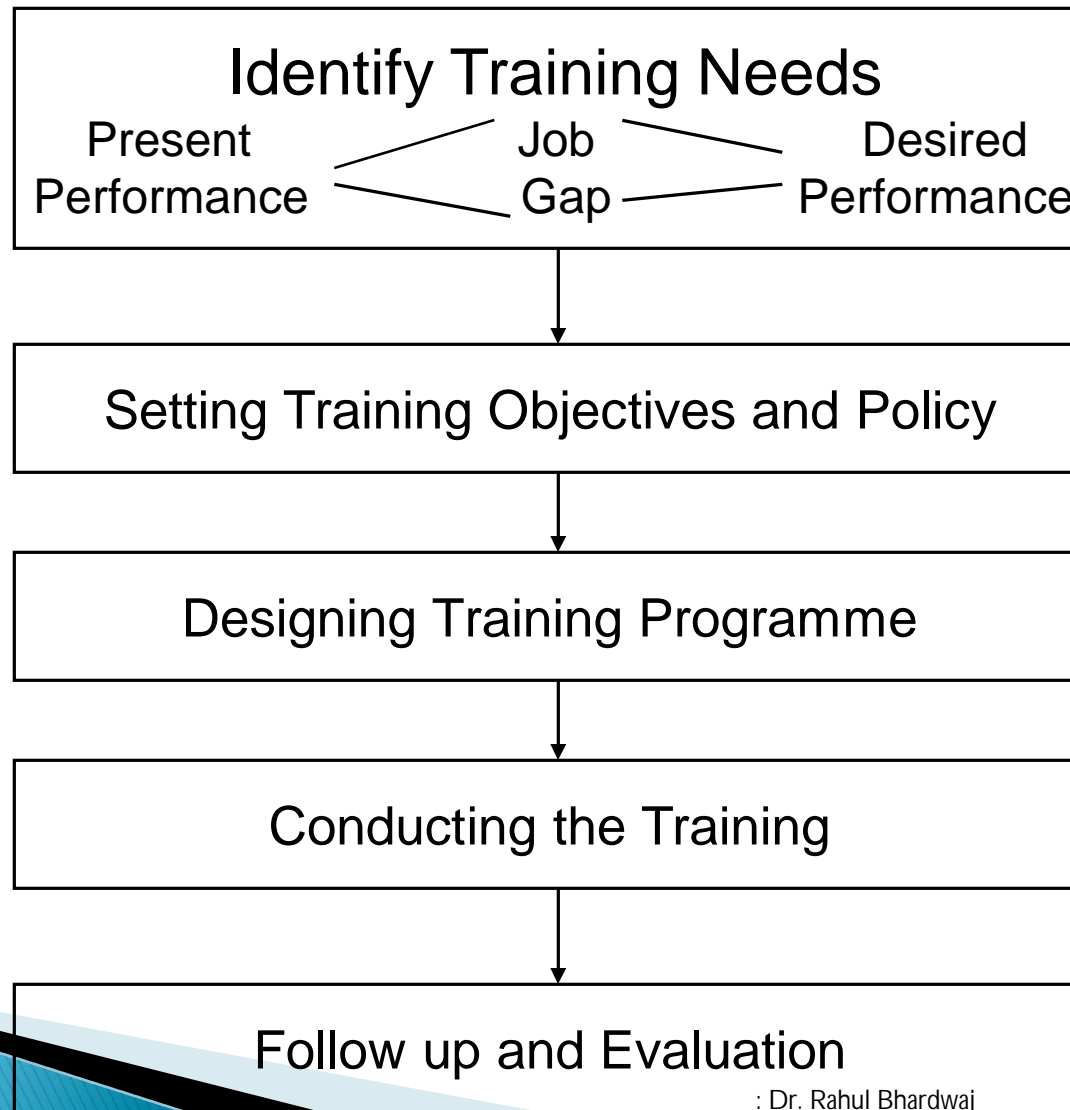 Identify Training Needs
Present Job Desired
Performance Gap Performance
Setting Training Objectives and Policy
Designing Training Programme
Conducting the Training
Follow up and Evaluation
: Dr. Rahul Bhardwaj